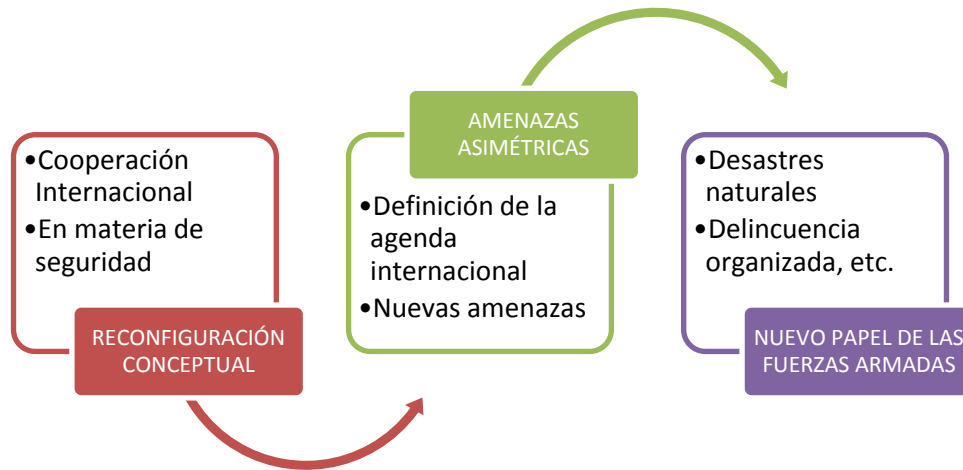 •Cooperación
Internacional
•En materia de
seguridad
RECONFIGURACIÓN
CONCEPTUAL
AMENAZAS
ASIMÉTRICAS
•Definición de la
agenda
internacional
•Nuevas amenazas
•Desastres
naturales
•Delincuencia
organizada, etc.
NUEVO PAPEL DE LAS
FUERZAS ARMADAS